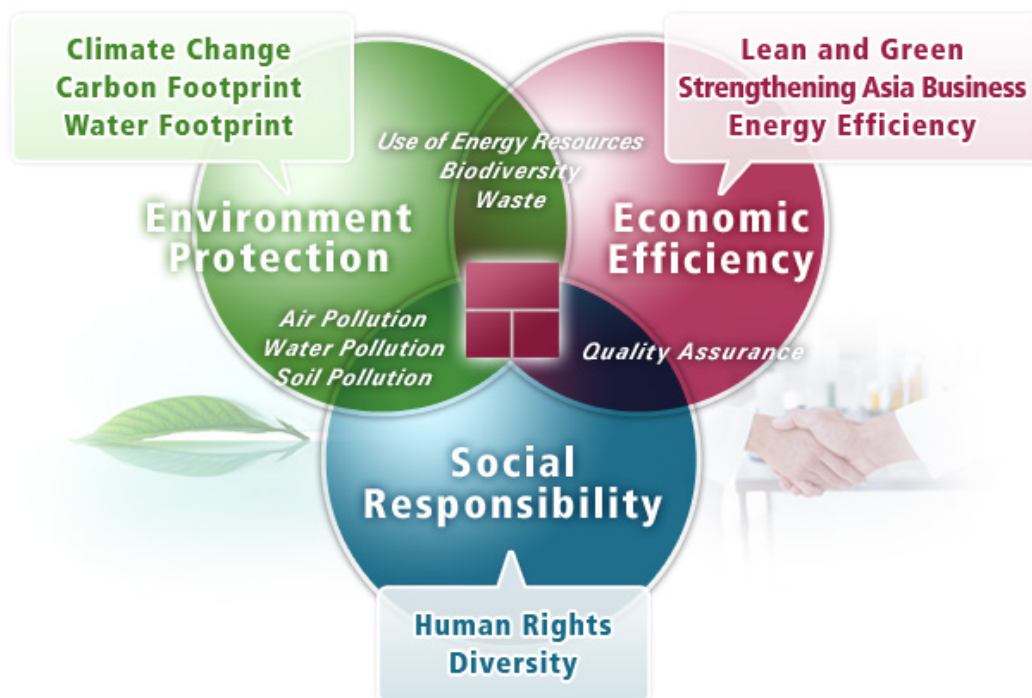 Climate Change
Carbon Footprint
Water Footprint
Lean and Green
Strengthening Asia Business
Energy Efficiency
Use of Energy Resources
Biodiversity
Waste
Environment
Protection
Economic
Efficiency
Air Pollution
Water Pollution
Soil Pollution
Quality Assurance
Social
Responsibility
Human Rights
Diversity